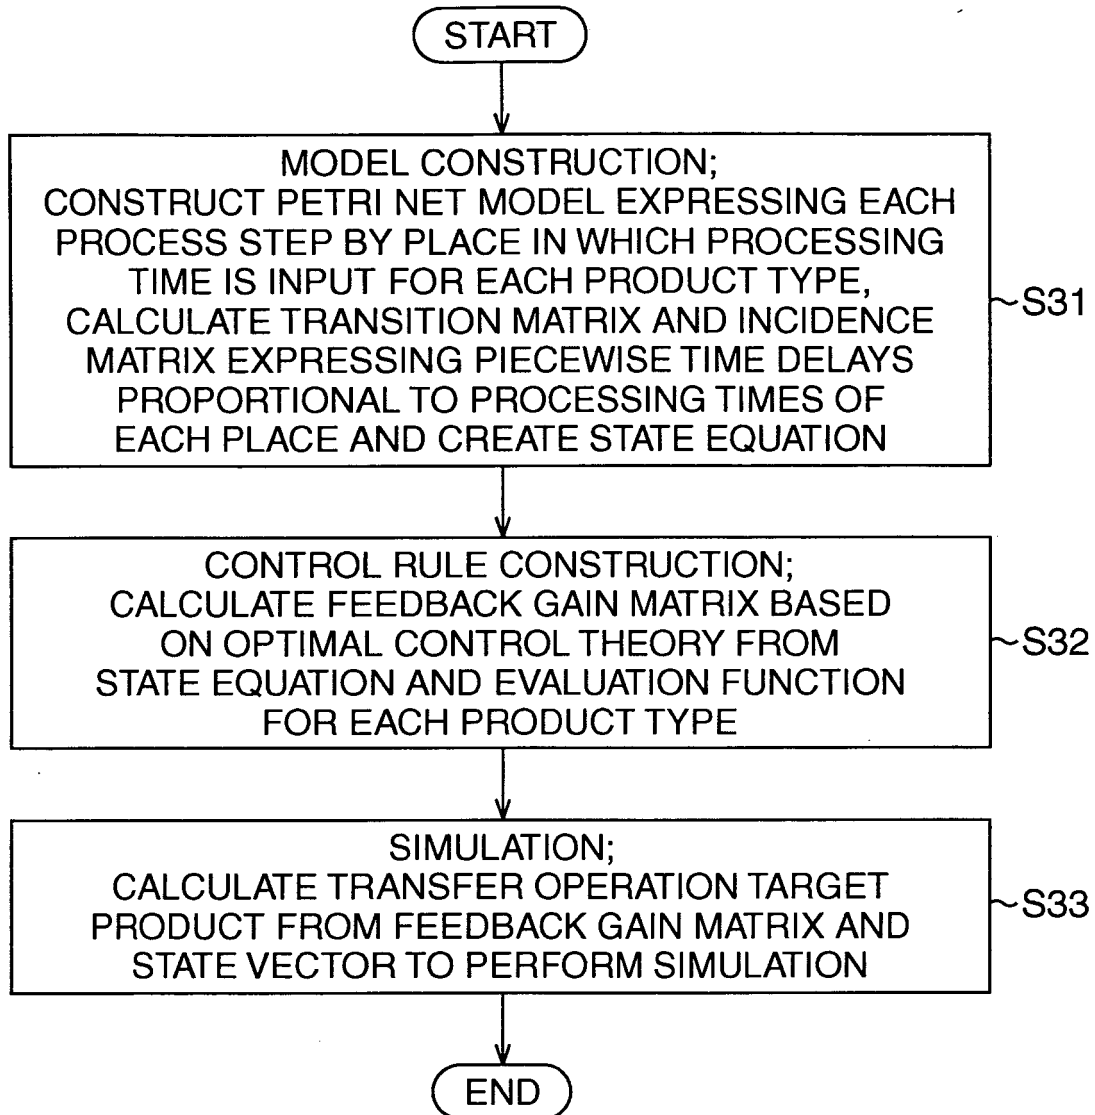 START
MODEL CONSTRUCTION;
CONSTRUCT PETRI NET MODEL EXPRESSING EACH
PROCESS STEP BY PLACE IN WHICH PROCESSING
TIME IS INPUT FOR EACH PRODUCT TYPE,
CALCULATE TRANSITION MATRIX AND INCIDENCE
MATRIX EXPRESSING PIECEWISE TIME DELAYS
PROPORTIONAL TO PROCESSING TIMES OF
EACH PLACE AND CREATE STATE EQUATION
S31
CONTROL RULE CONSTRUCTION;
CALCULATE FEEDBACK GAIN MATRIX BASED
ON OPTIMAL CONTROL THEORY FROM
STATE EQUATION AND EVALUATION FUNCTION
FOR EACH PRODUCT TYPE
S32
SIMULATION;
CALCULATE TRANSFER OPERATION TARGET
PRODUCT FROM FEEDBACK GAIN MATRIX AND
STATE VECTOR TO PERFORM SIMULATION
S33
END